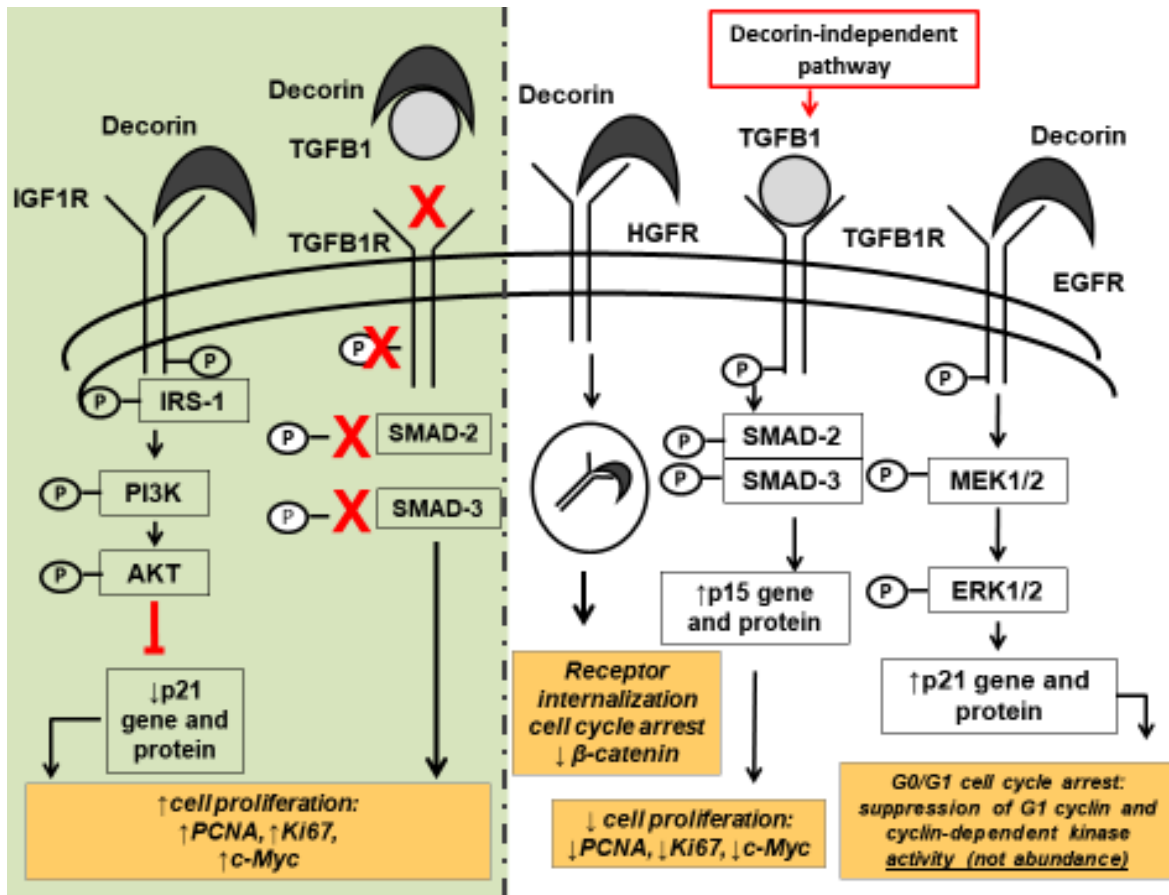 Decorin
IGF1R
P
P
IRS-1
P
PI3K
P
AKT
↓p21
gene and
protein
Decorin
TGFB1
X
TGFB1R
P
X
P
X
SMAD-2
P
X
SMAD-3
↑cell proliferation:
↑PCNA, ↑Ki67,
↑c-Myc
Decorin
HGFR
Receptor
internalization
cell cycle arrest
↓ β-catenin
Decorin-independent
pathway
TGFB1
TGFB1R
P
P
SMAD-2
P
SMAD-3
↑p15 gene
and protein
↓ cell proliferation:
↓PCNA, ↓Ki67, ↓c-Myc
Decorin
EGFR
P
P
MEK1/2
P
ERK1/2
↑p21 gene and
protein
G0/G1 cell cycle arrest:
suppression of G1 cyclin and
cyclin-dependent kinase
activity (not abundance)